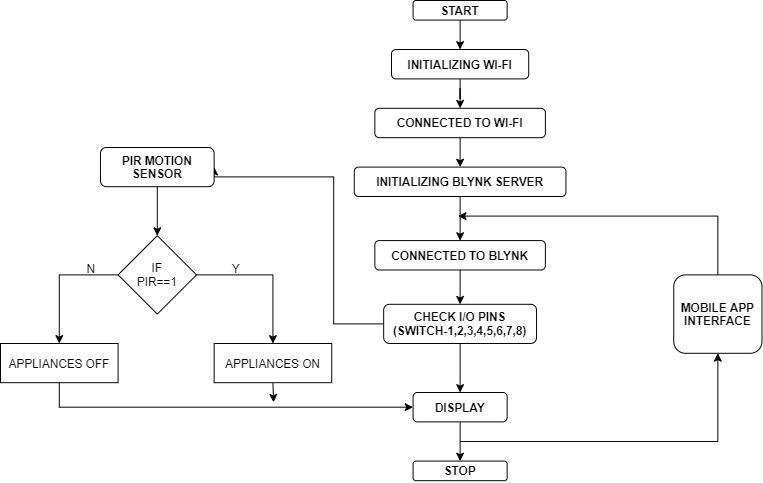 START
INITIALIZING WI-FI
CONNECTED TO WI-FI
PIR MOTION
SENSOR
INITIALIZING BLYNK SERVER
CONNECTED TO BLYNK
N
IF
PIR==1
Y
CHECK I/O PINS
(SWITCH-1,2,3,4,5,6,7,8)
MOBILE APP
INTERFACE
APPLIANCES OFF
APPLIANCES ON
DISPLAY
STOP